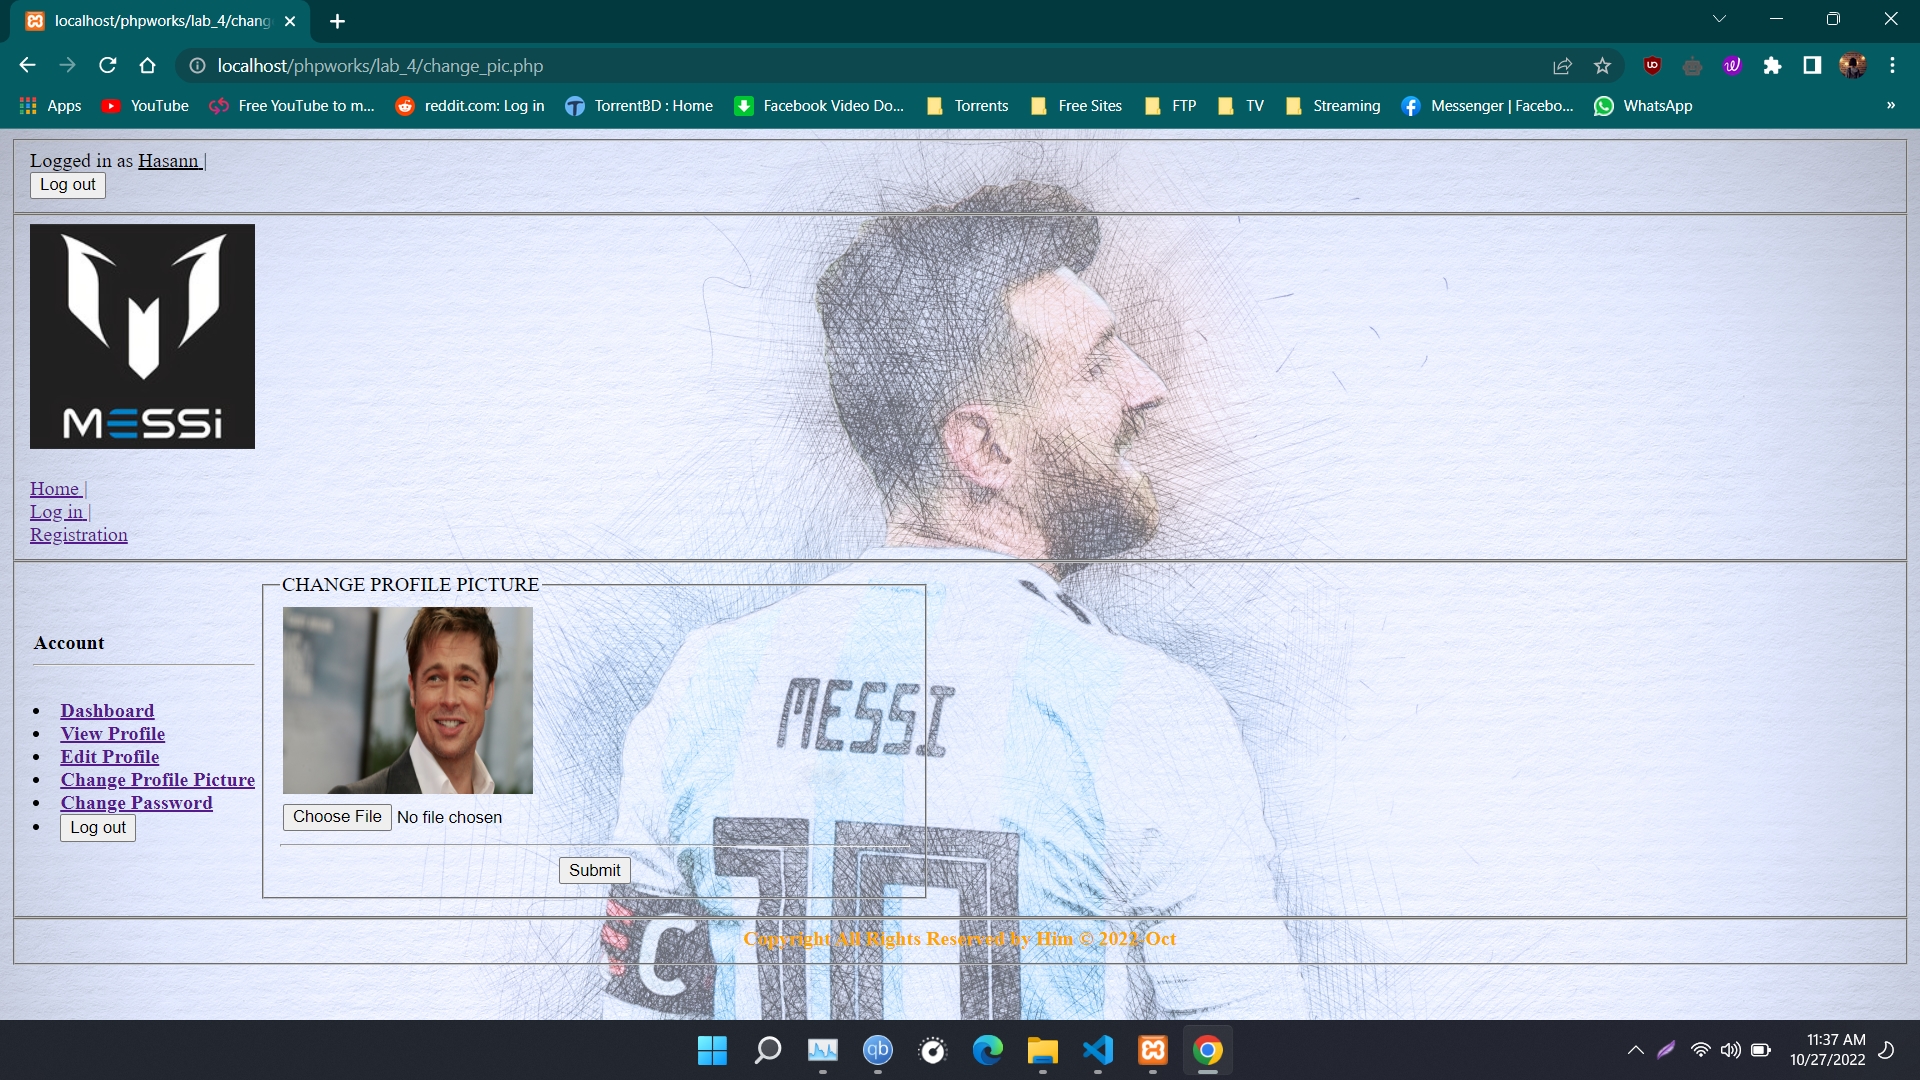 localhost/phpworks/lab_4/chang
localhost/phpworks/lab_4/change_pic.php
Apps
YouTube
Free YouTube to m...
reddit.com: Log in
TorrentBD : Home
Facebook Video Do...
Torrents
Free Sites
FTP
TV
Streaming
Messenger | Facebo...
WhatsApp
»
Logged in as Hasann |
Log out
MESSi
Home |
Log in |
Registration
CHANGE PROFILE PICTURE
Account
Dashboard
View Profile
Edit Profile
Change Profile Picture
Change Password
Log out
Choose File No file chosen
Submit
MESSI
10
C
Copyright All Rights Reserved by Him © 2022-Oct
qb
11:37 AM
10/27/2022